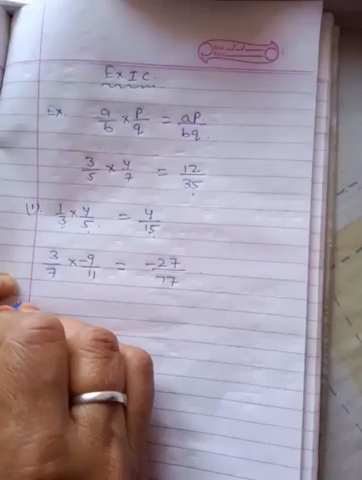 Ex I C.
Ex. a/b × p/q = ap/bq
3/5 × 4/7 = 12/35
(1) 1/3 × 4/5 = 4/15
3/7 × -9/11 = -27/77